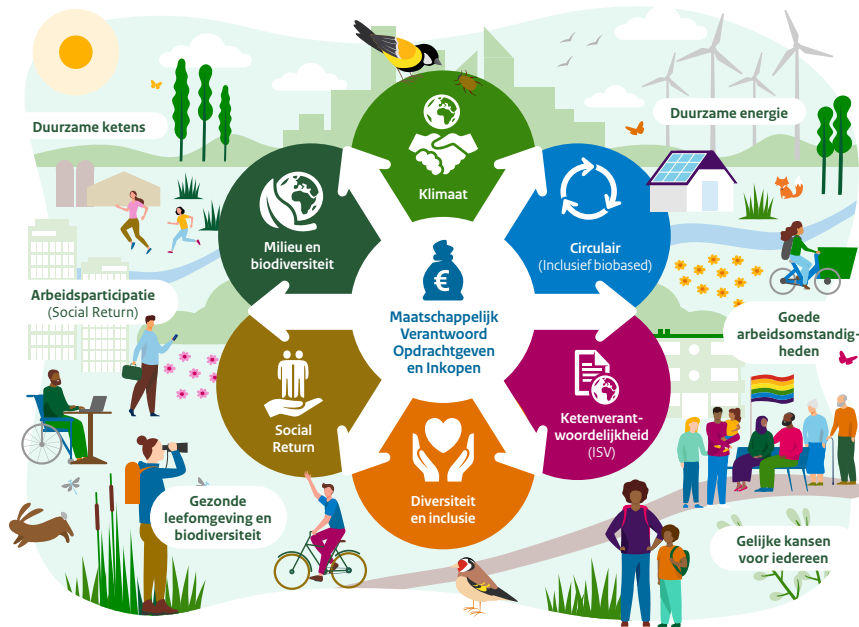 Duurzame ketens
Duurzame energie
Klimaat
Milieu en
biodiversiteit
Circulair
(Inclusief biobased)
€
Maatschappelijk
Verantwoord
Opdrachtgeven
en Inkopen
Arbeidsparticipatie
(Social Return)
Goede
arbeidsomstandig-
heden
Social
Return
Ketenverant-
woordelijkheid
(ISV)
Diversiteit
en inclusie
Gezonde
leefomgeving en
biodiversiteit
Gelijke kansen
voor iedereen